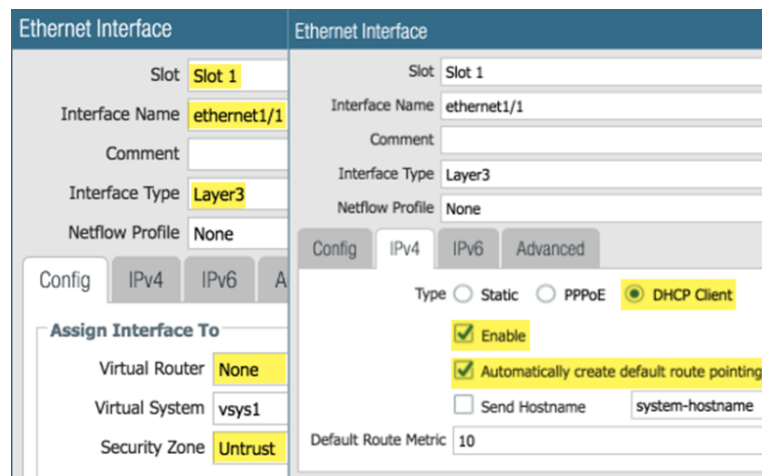 Ethernet Interface
Slot Slot 1
Interface Name ethernet1/1
Comment
Interface Type Layer3
Netflow Profile None
Config IPv4 IPv6 A
Assign Interface To
Virtual Router None
Virtual System vsys1
Security Zone Untrust
Ethernet Interface
Slot Slot 1
Interface Name ethernet1/1
Comment
Interface Type Layer3
Netflow Profile None
Config IPv4 IPv6 Advanced
Type Static PPPoE DHCP Client
Enable
Automatically create default route pointing
Send Hostname system-hostname
Default Route Metric 10